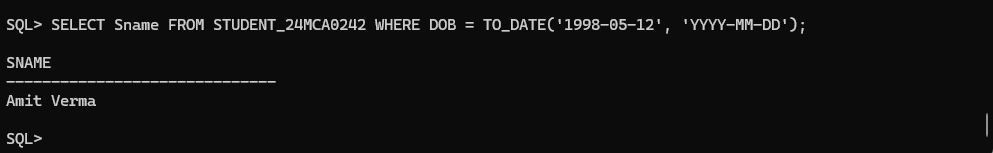 SQL> SELECT Sname FROM STUDENT_24MCA0242 WHERE DOB = TO_DATE('1998-05-12', 'YYYY-MM-DD');
SNAME
------------------------------
Amit Verma
SQL>